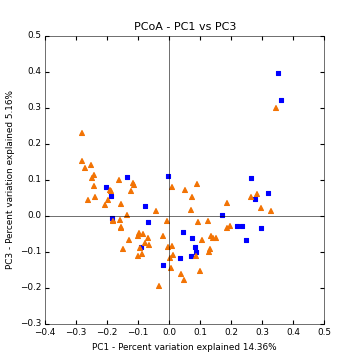 PCoA - PC1 vs PC3
0.5
0.4
0.3
0.2
0.1
0.0
−0.1
−0.2
−0.3
PC3 - Percent variation explained 5.16%
−0.4 −0.3 −0.2 −0.1 0.0 0.1 0.2 0.3 0.4 0.5
PC1 - Percent variation explained 14.36%